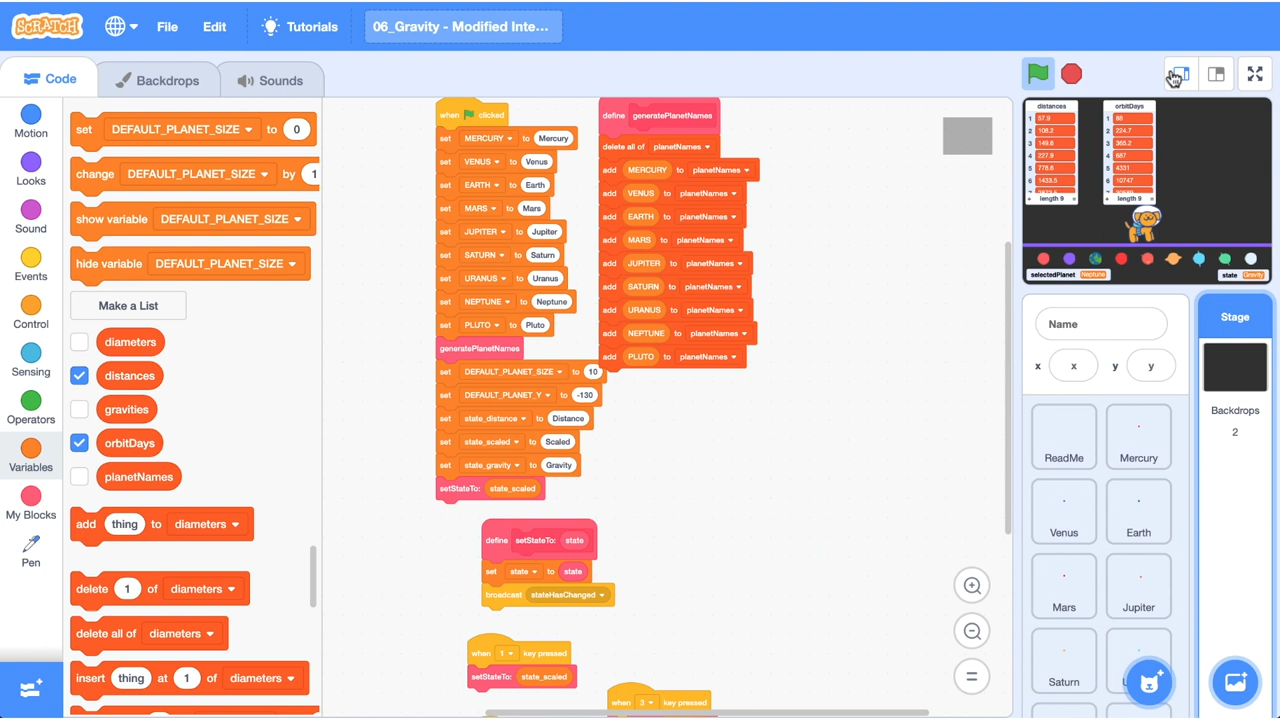 SCRATCH File Edit Tutorials 06_Gravity - Modified Inte...
Code Backdrops Sounds
Motion
Looks
Sound
Events
Control
Sensing
Operators
Variables
My Blocks
Pen
set DEFAULT_PLANET_SIZE to 0
change DEFAULT_PLANET_SIZE by 1
show variable DEFAULT_PLANET_SIZE
hide variable DEFAULT_PLANET_SIZE
Make a List
diameters
distances
gravities
orbitDays
planetNames
add thing to diameters
delete 1 of diameters
delete all of diameters
insert thing at 1 of diameters
when clicked
set MERCURY to Mercury
set VENUS to Venus
set EARTH to Earth
set MARS to Mars
set JUPITER to Jupiter
set SATURN to Saturn
set URANUS to Uranus
set NEPTUNE to Neptune
set PLUTO to Pluto
generatePlanetNames
set DEFAULT_PLANET_SIZE to 10
set DEFAULT_PLANET_Y to -130
set state_distance to Distance
set state_scaled to Scaled
set state_gravity to Gravity
setStateTo: state_scaled
define generatePlanetNames
delete all of planetNames
add MERCURY to planetNames
add VENUS to planetNames
add EARTH to planetNames
add MARS to planetNames
add JUPITER to planetNames
add SATURN to planetNames
add URANUS to planetNames
add NEPTUNE to planetNames
add PLUTO to planetNames
define setStateTo: state
set state to state
broadcast stateHasChanged
when 1 key pressed
setStateTo: state_scaled
when 3 key pressed
distances
1 57.9
2 108.2
3 149.6
4 227.9
5 778.6
6 1433.5
+ length 9 =
orbitDays
1 88
2 224.7
3 365.2
4 687
5 4331
6 10747
+ length 9 =
selectedPlanet Neptune
state Gravity
Name
x x y y
ReadMe
Mercury
Venus
Earth
Mars
Jupiter
Saturn
Stage
Backdrops
2